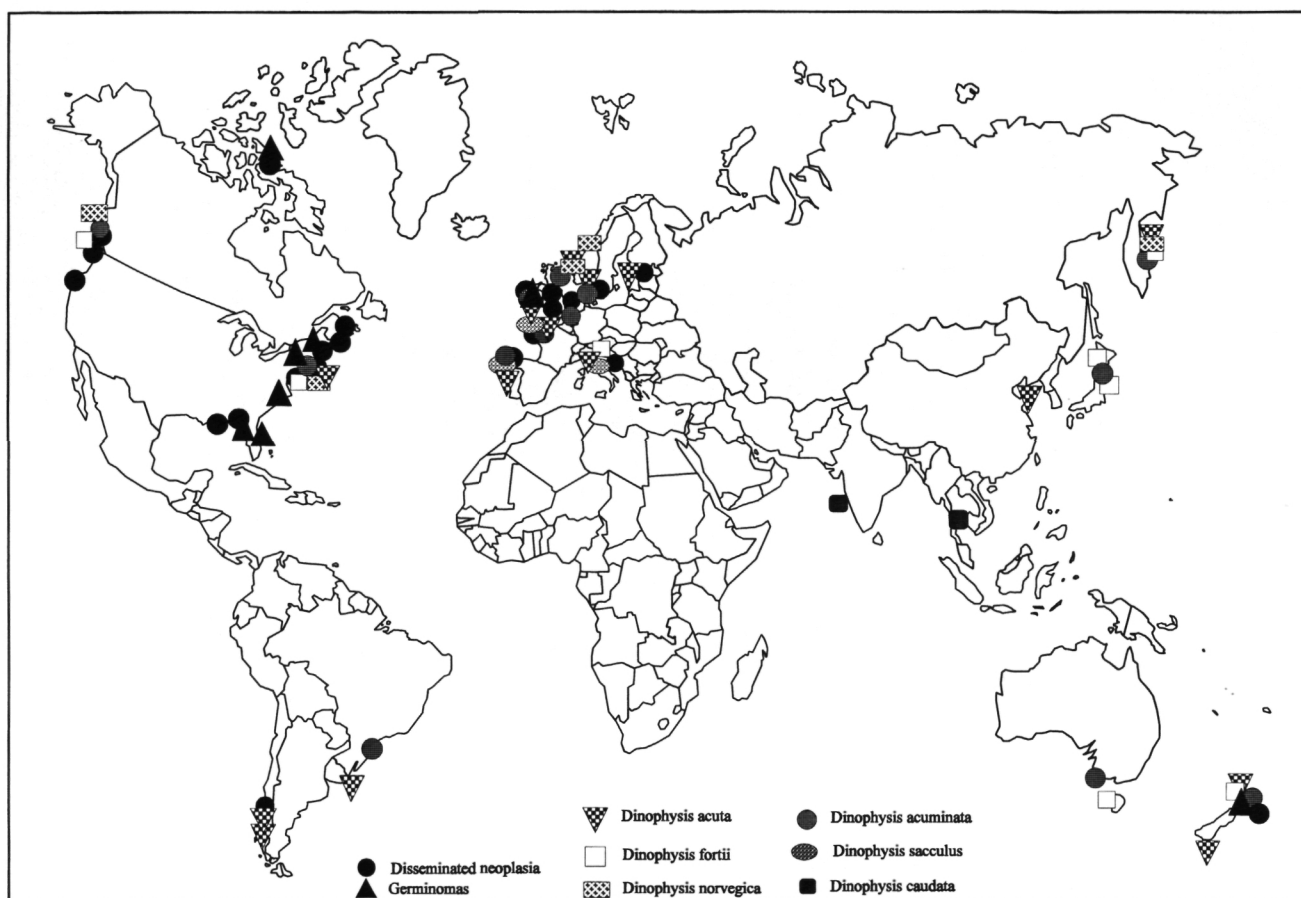 Disseminated neoplasia
Germinomas
Dinophysis acuta
Dinophysis fortii
Dinophysis norvegica
Dinophysis acuminata
Dinophysis sacculus
Dinophysis caudata